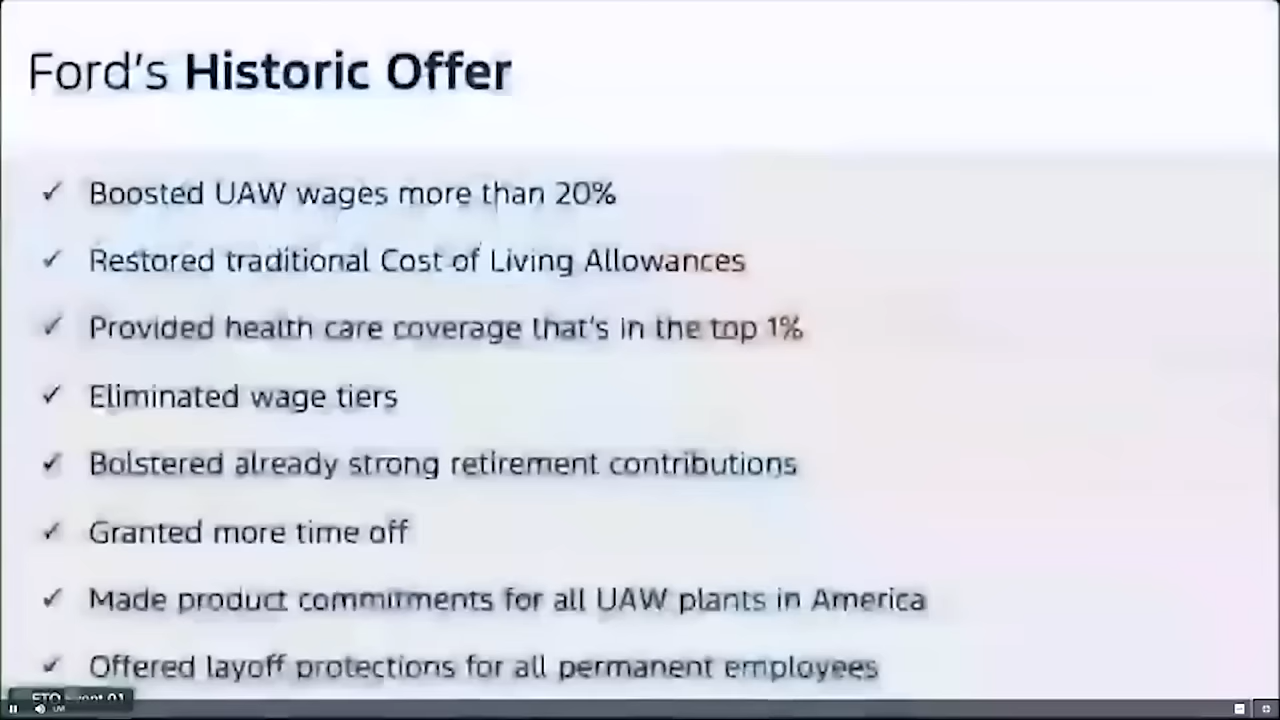 Ford's Historic Offer
✓ Boosted UAW wages more than 20%
✓ Restored traditional Cost of Living Allowances
✓ Provided health care coverage that's in the top 1%
✓ Eliminated wage tiers
✓ Bolstered already strong retirement contributions
✓ Granted more time off
✓ Made product commitments for all UAW plants in America
✓ Offered layoff protections for all permanent employees